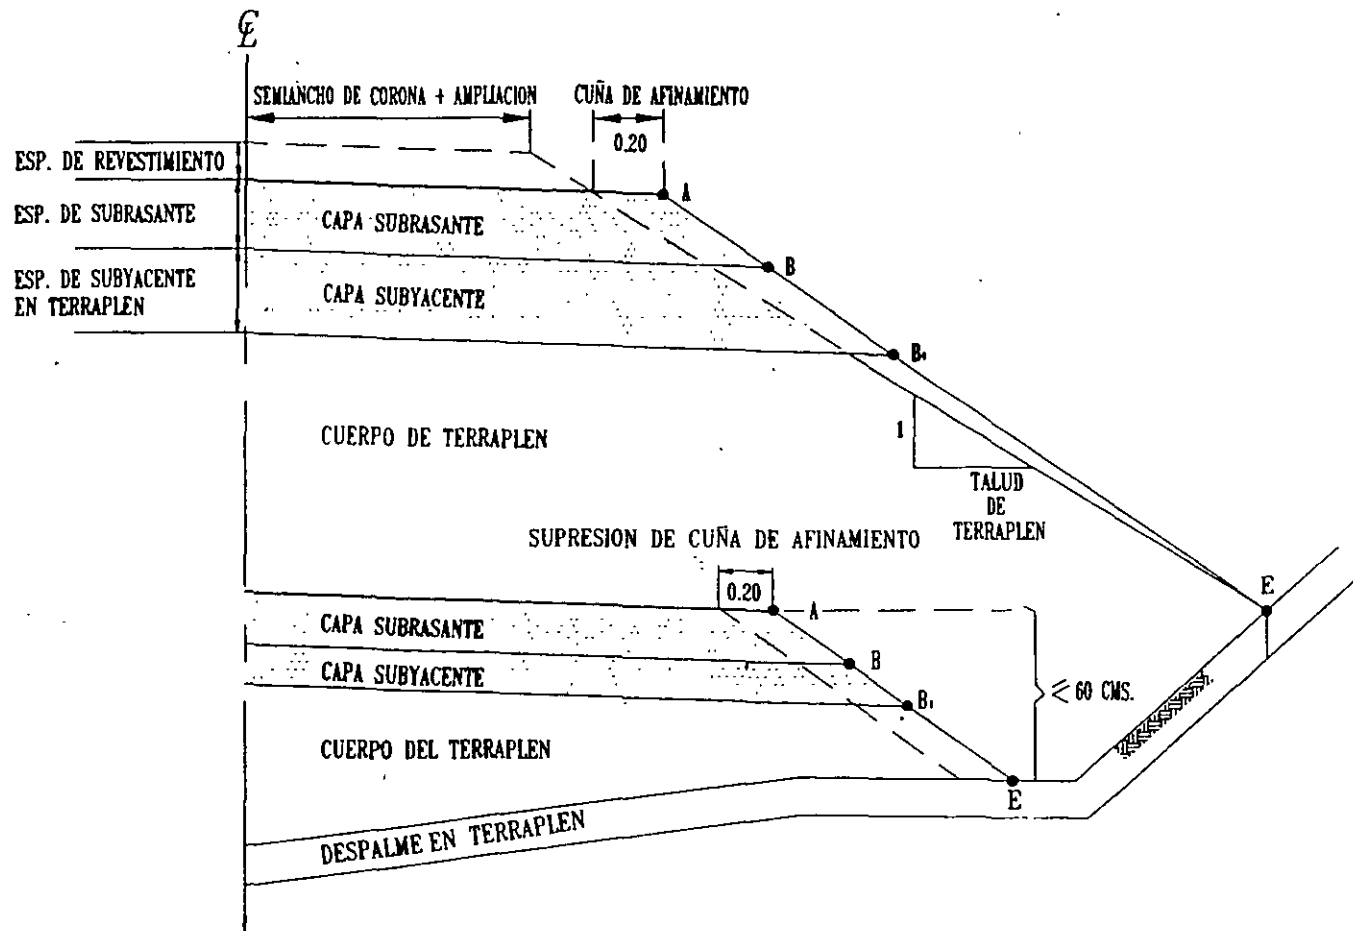 ℄
SEMIANCHO DE CORONA + AMPLIACION
CUÑA DE AFINAMIENTO
0.20
ESP. DE REVESTIMIENTO
A
ESP. DE SUBRASANTE
CAPA SUBRASANTE
B
ESP. DE SUBYACENTE
EN TERRAPLEN
CAPA SUBYACENTE
B1
CUERPO DE TERRAPLEN
1
TALUD
DE
TERRAPLEN
SUPRESION DE CUÑA DE AFINAMIENTO
0.20
A
E
CAPA SUBRASANTE
B
CAPA SUBYACENTE
B1
≤ 60 CMS.
CUERPO DEL TERRAPLEN
E
DESPALME EN TERRAPLEN